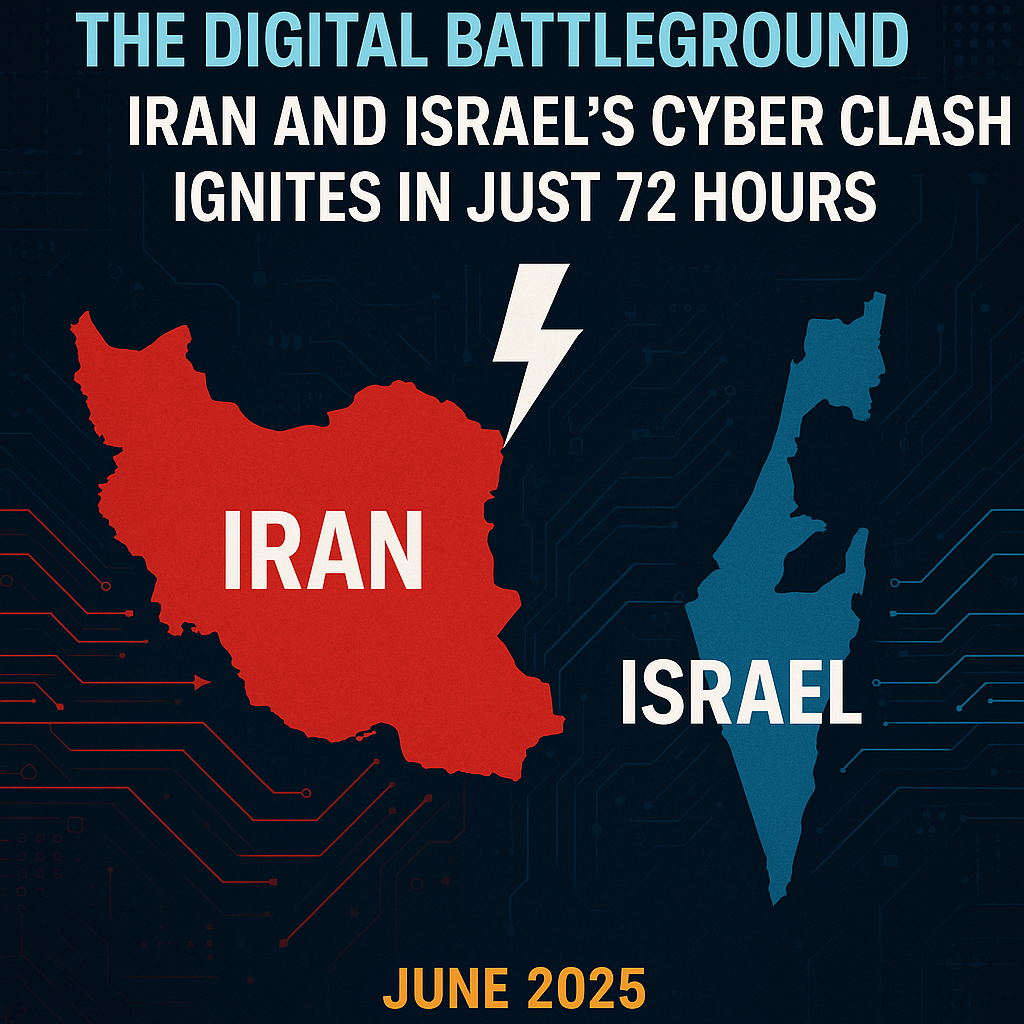 THE DIGITAL BATTLEGROUND
IRAN AND ISRAEL’S CYBER CLASH
IGNITES IN JUST 72 HOURS
IRAN
ISRAEL
JUNE 2025